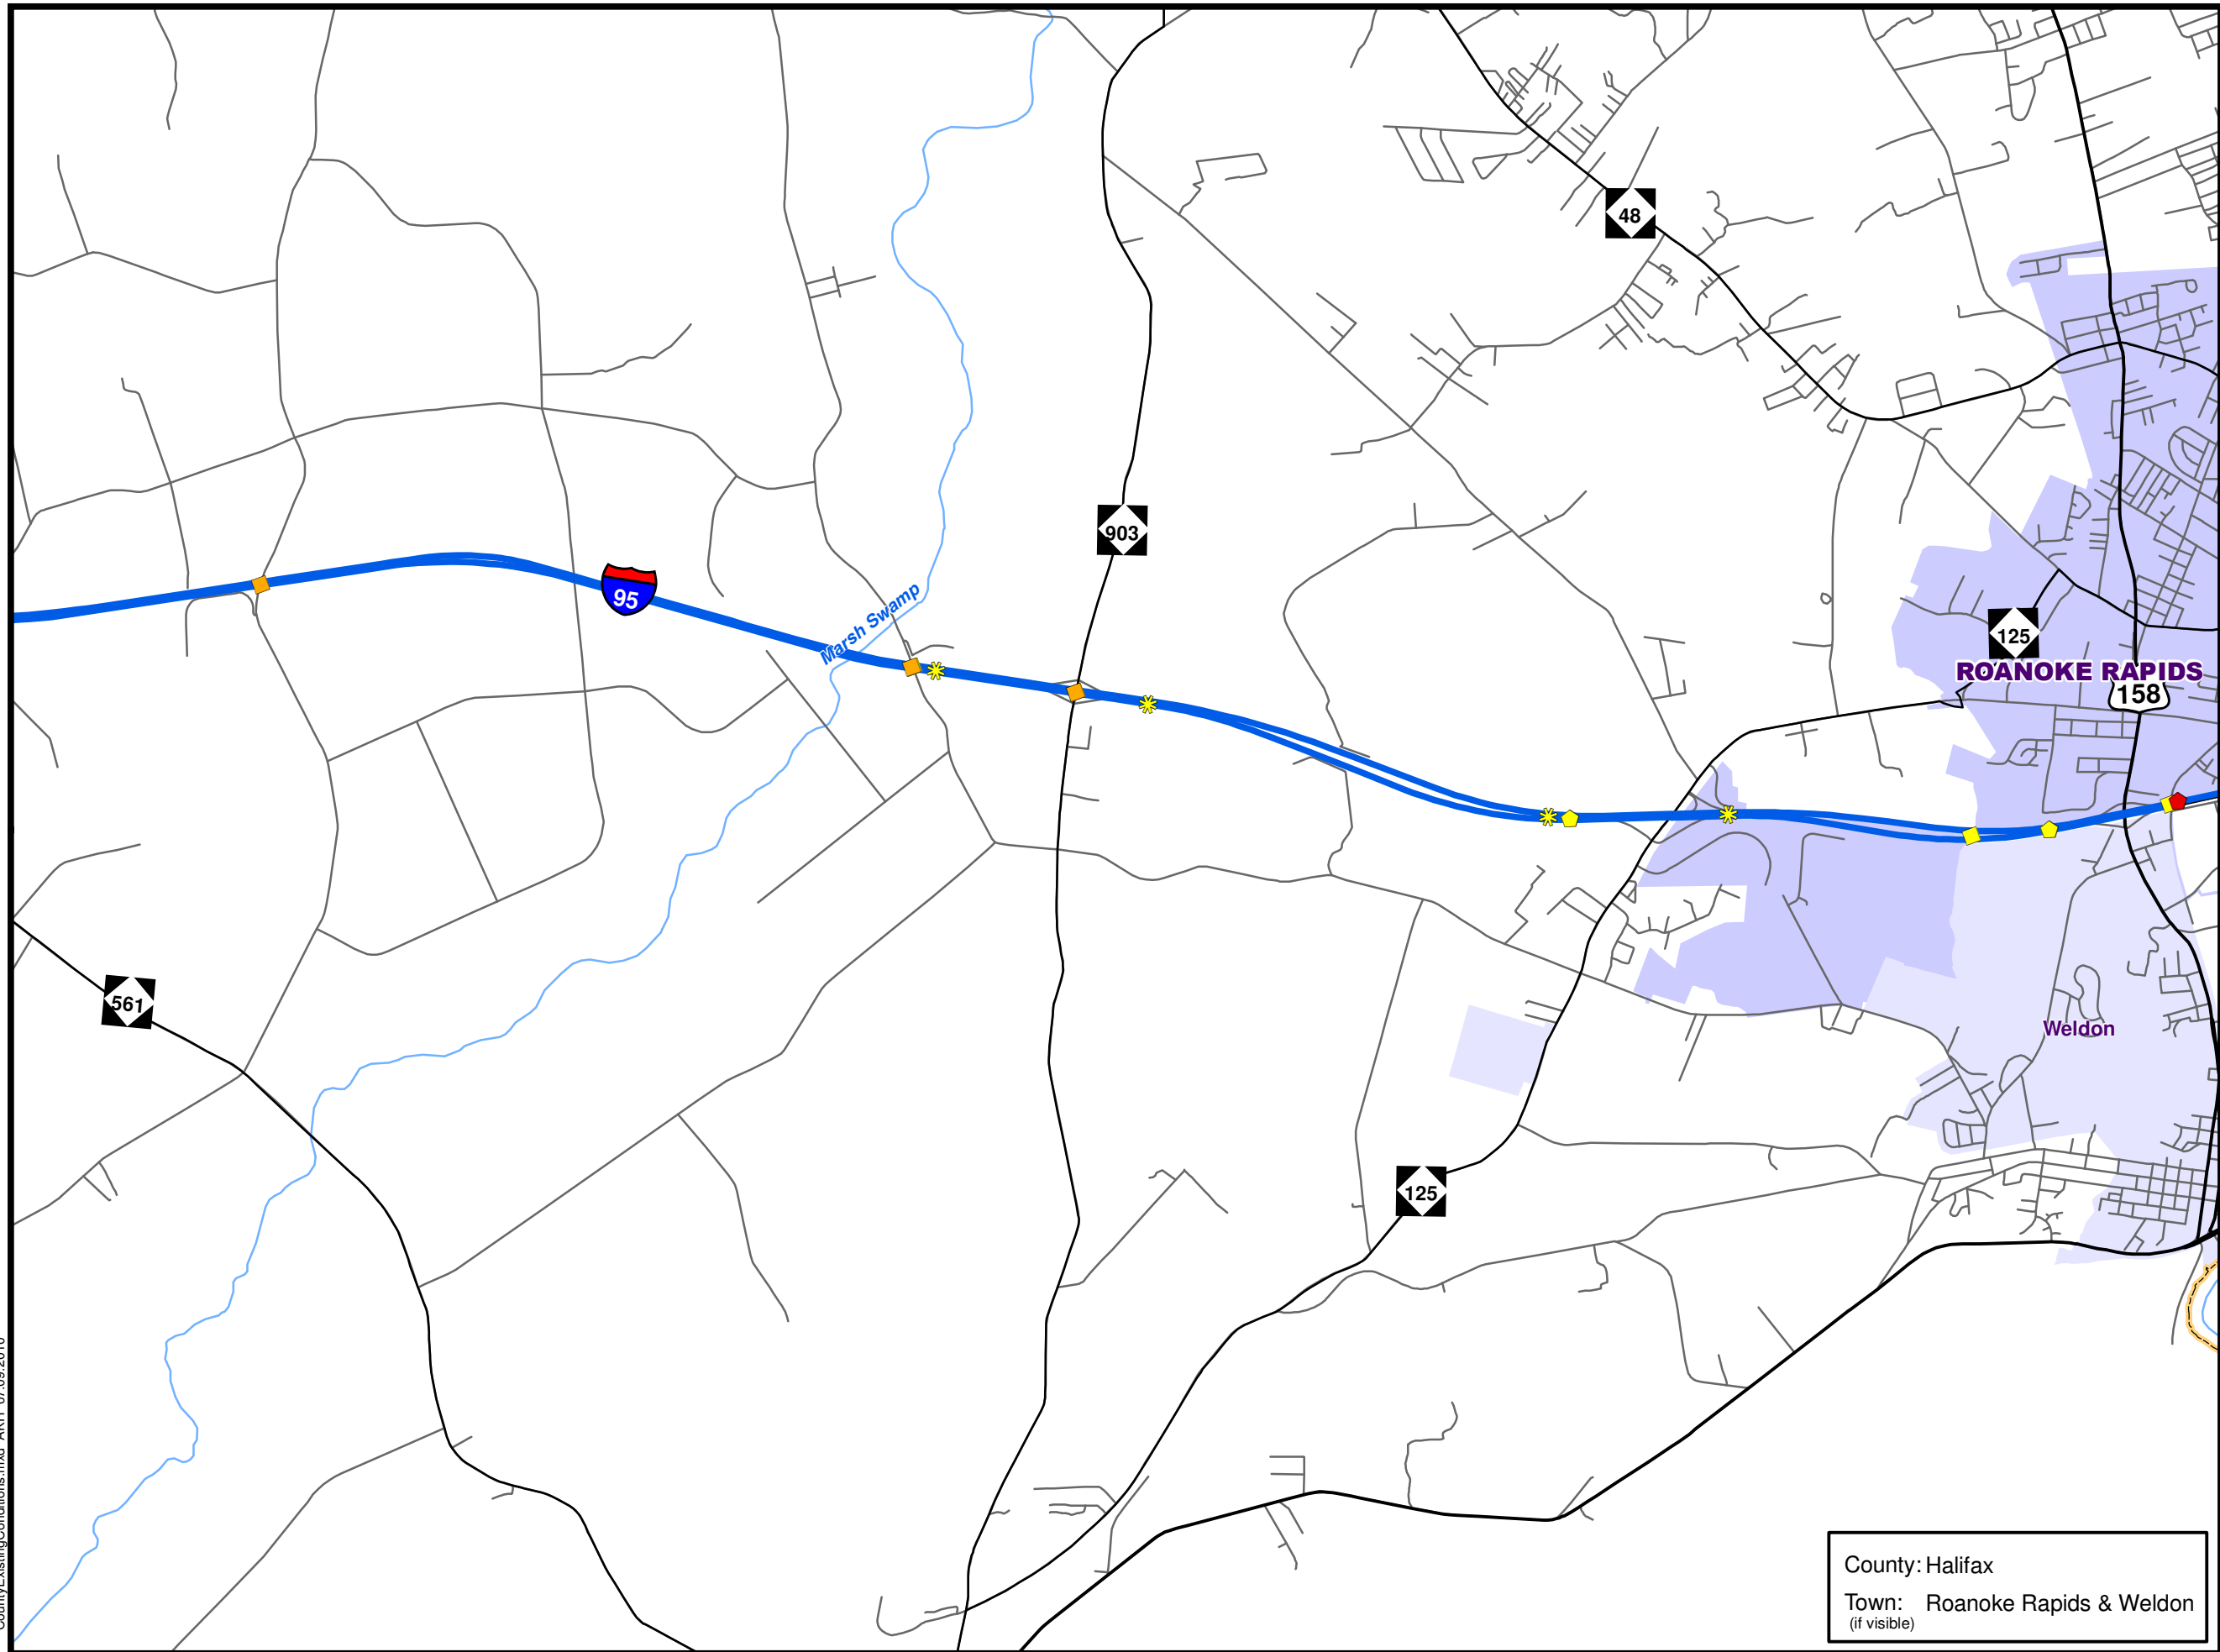 48
903
95
Marsh Swamp
125
ROANOKE RAPIDS
158
561
Weldon
125
County: Halifax
Town: Roanoke Rapids & Weldon
(if visible)